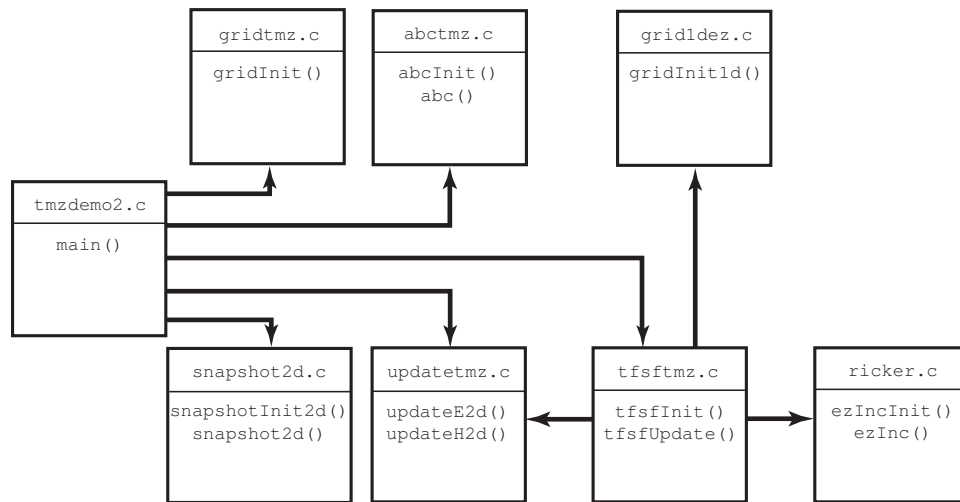 gridtmz.c
gridInit()
abctmz.c
abcInit()
abc()
grid1dez.c
gridInit1d()
tmzdemo2.c
main()
snapshot2d.c
snapshotInit2d()
snapshot2d()
updatetmz.c
updateE2d()
updateH2d()
tfsftmz.c
tfsfInit()
tfsfUpdate()
ricker.c
ezIncInit()
ezInc()